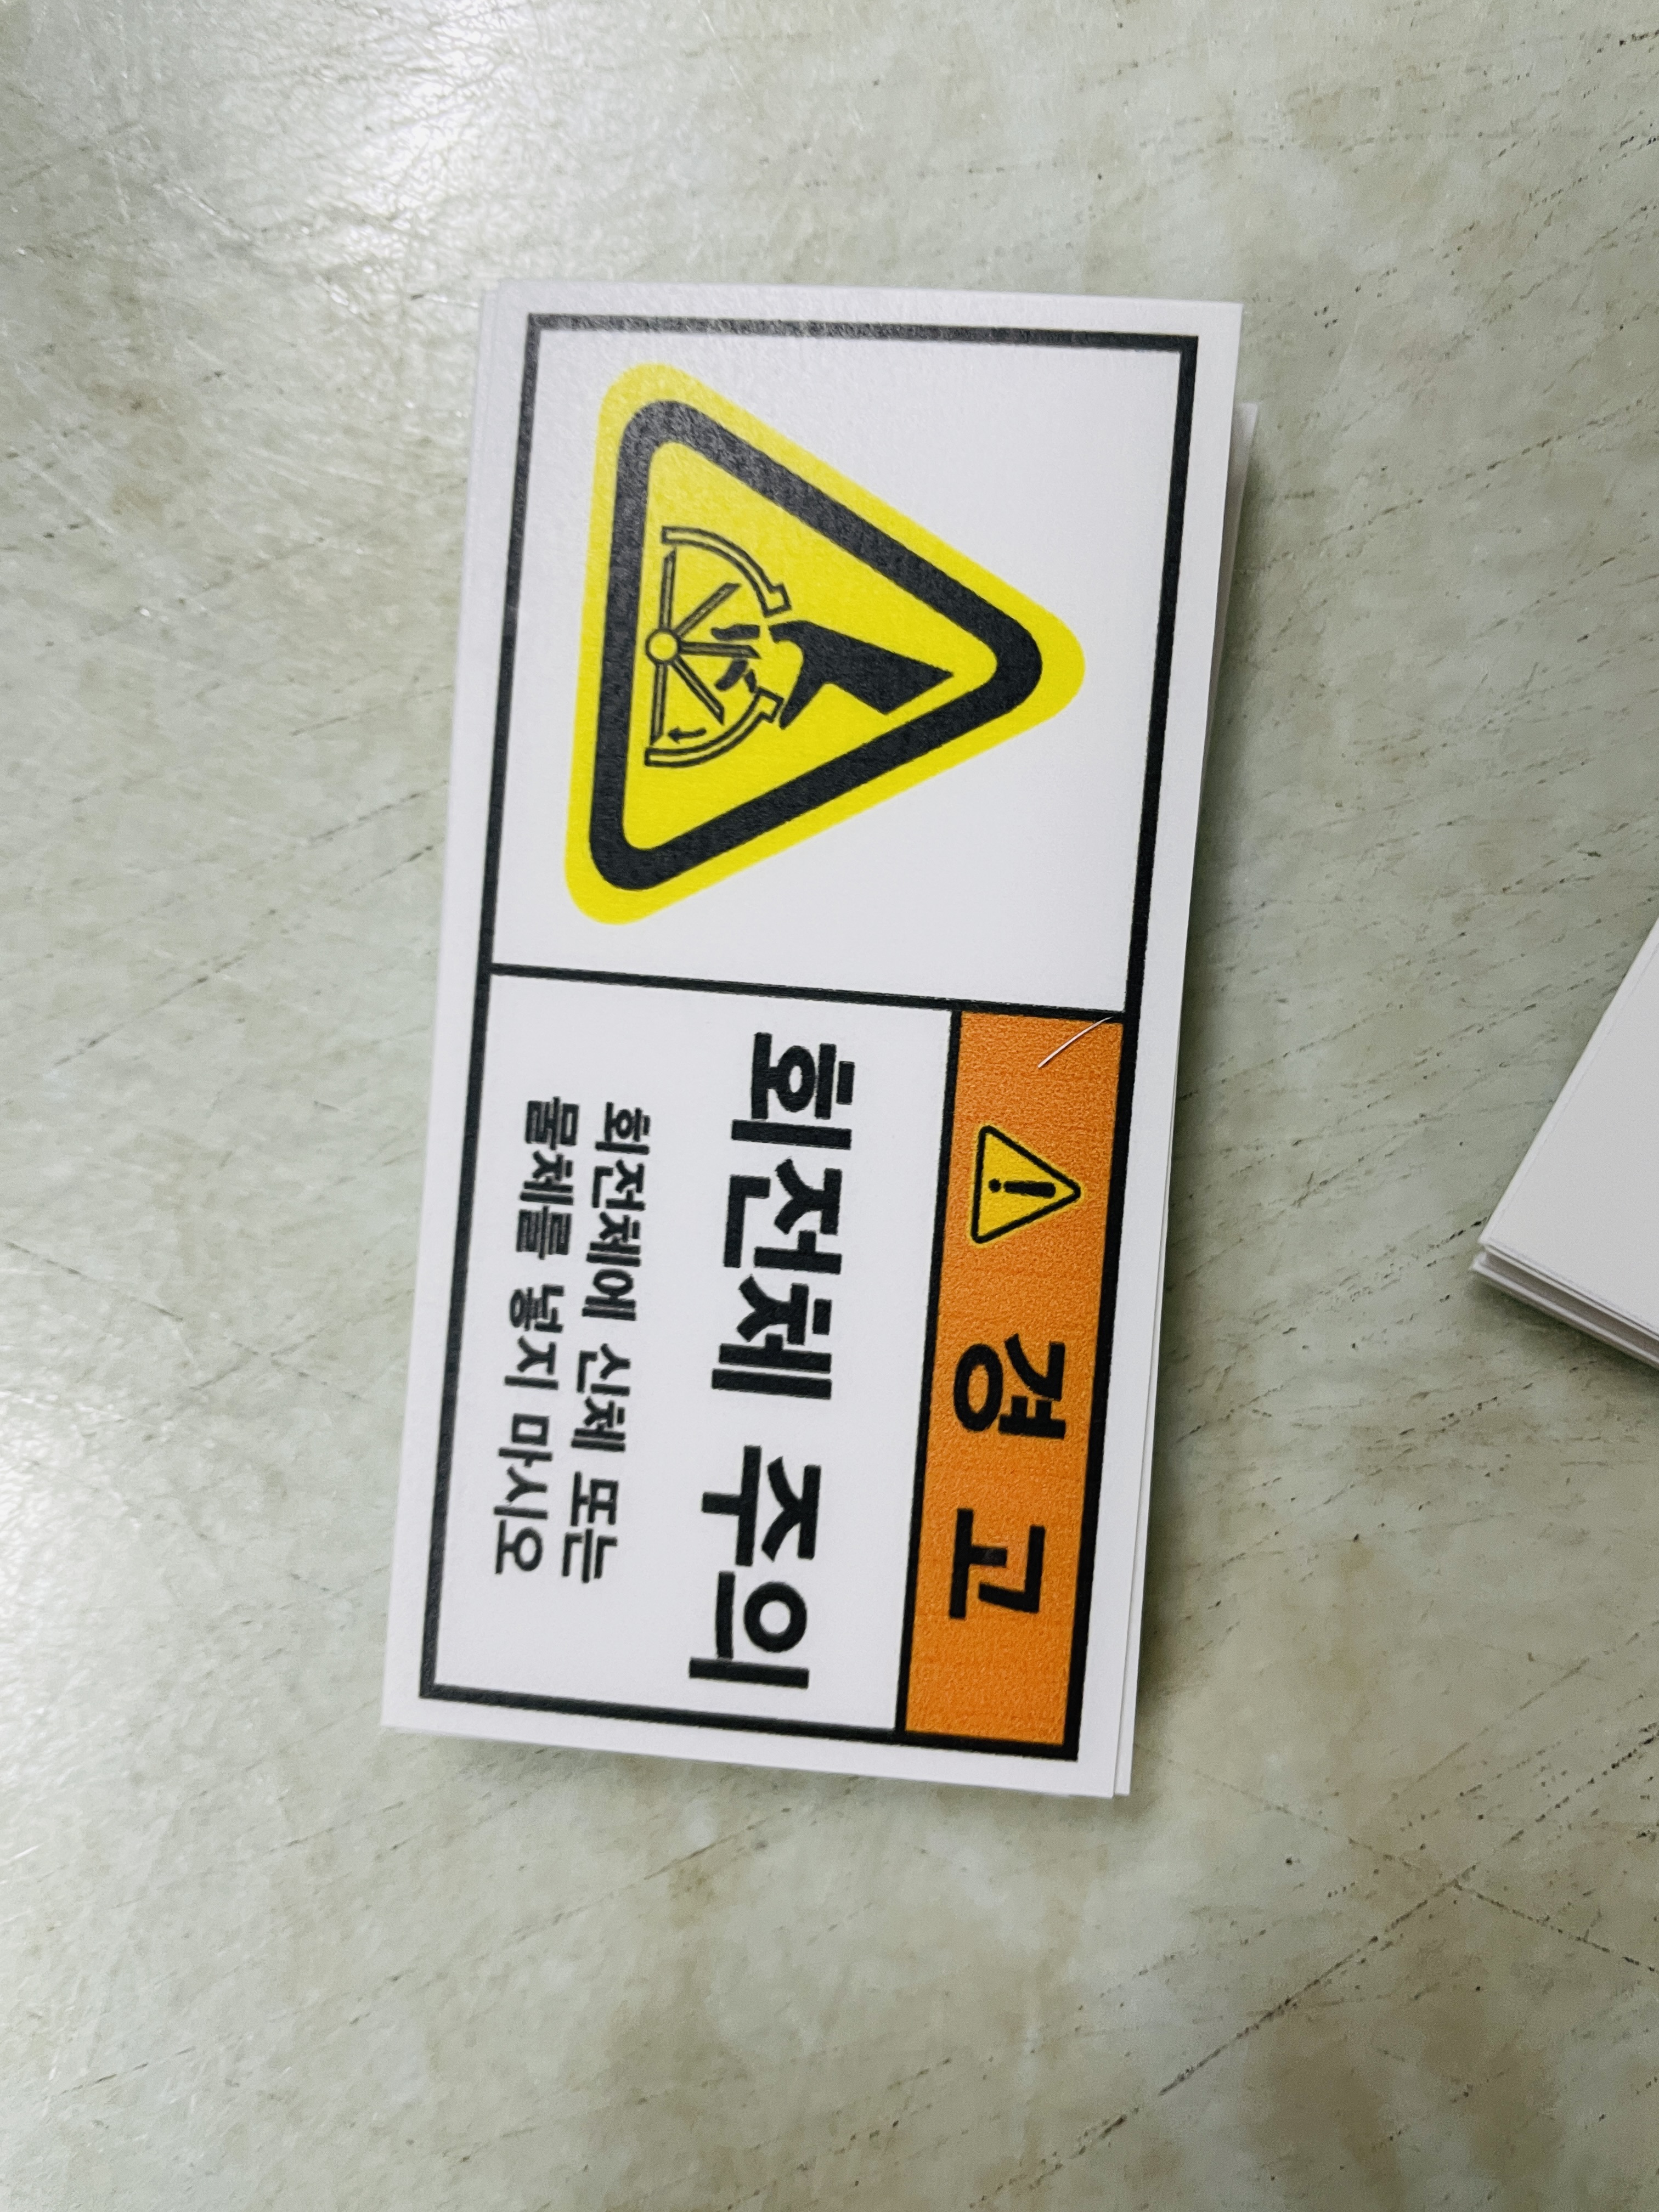 경 고
회전체 주의
회전체에 신체 또는
물체를 넣지 마시오